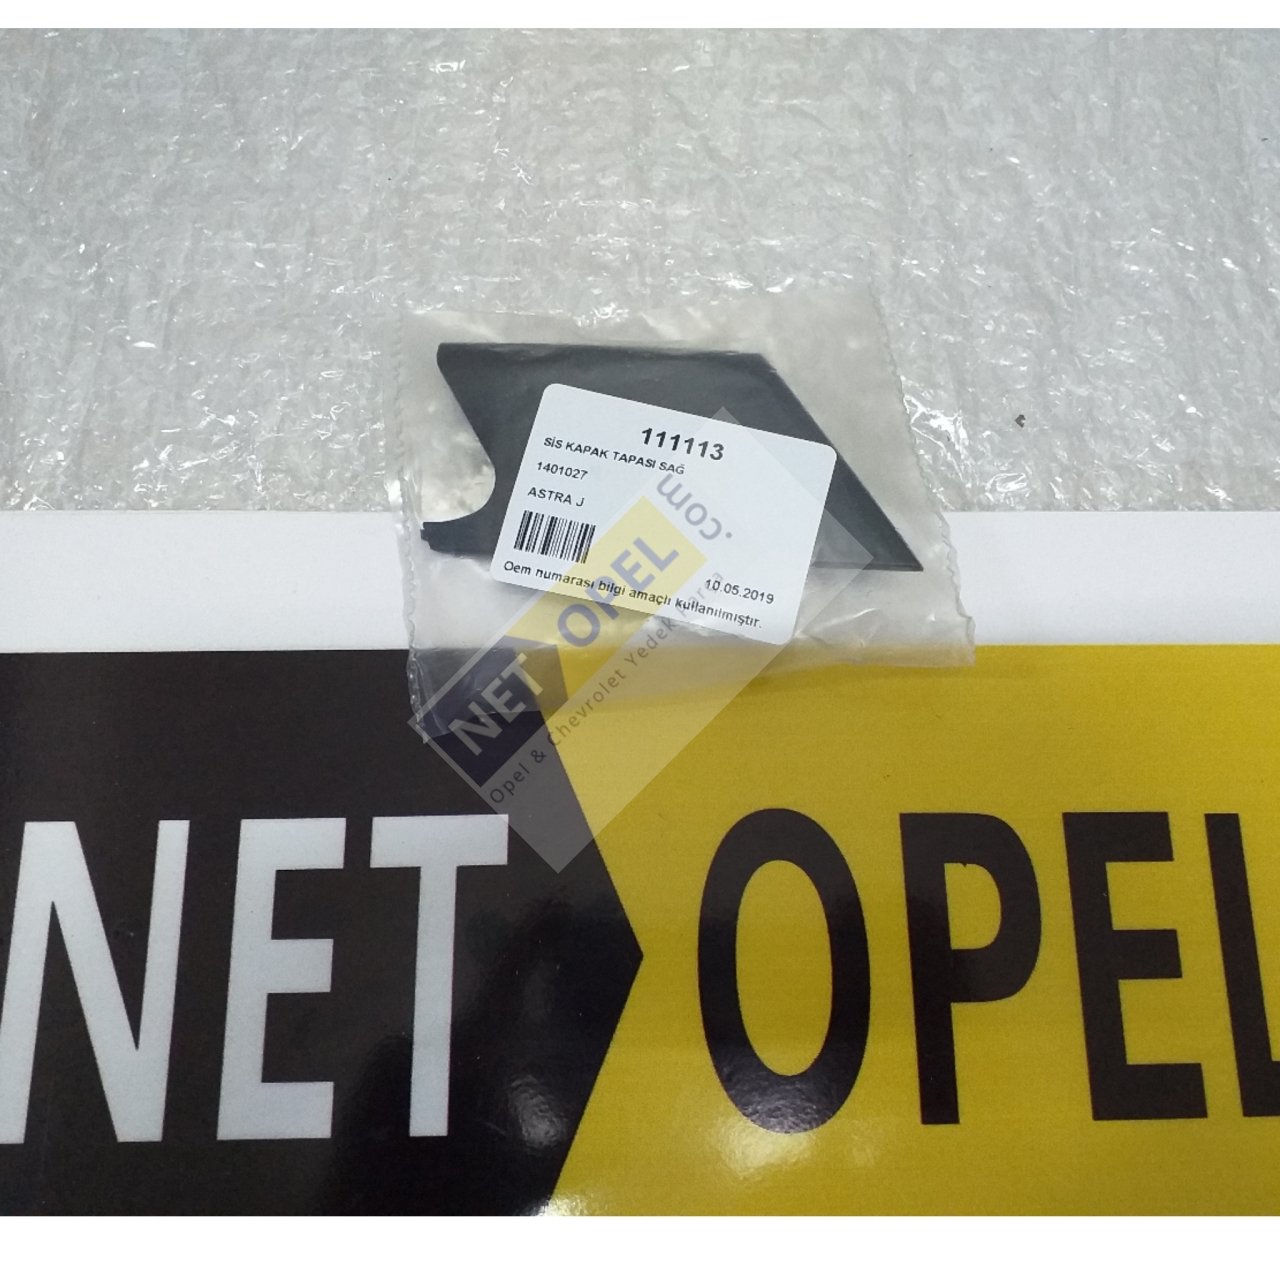 111113
SİS KAPAK TAPASI SAĞ
1401027
ASTRA J
10.05.2019
Oem numarası bilgi amaçlı kullanılmıştır.
NET OPEL .com
Opel & Chevrolet Yedek Parça
NET OPEL